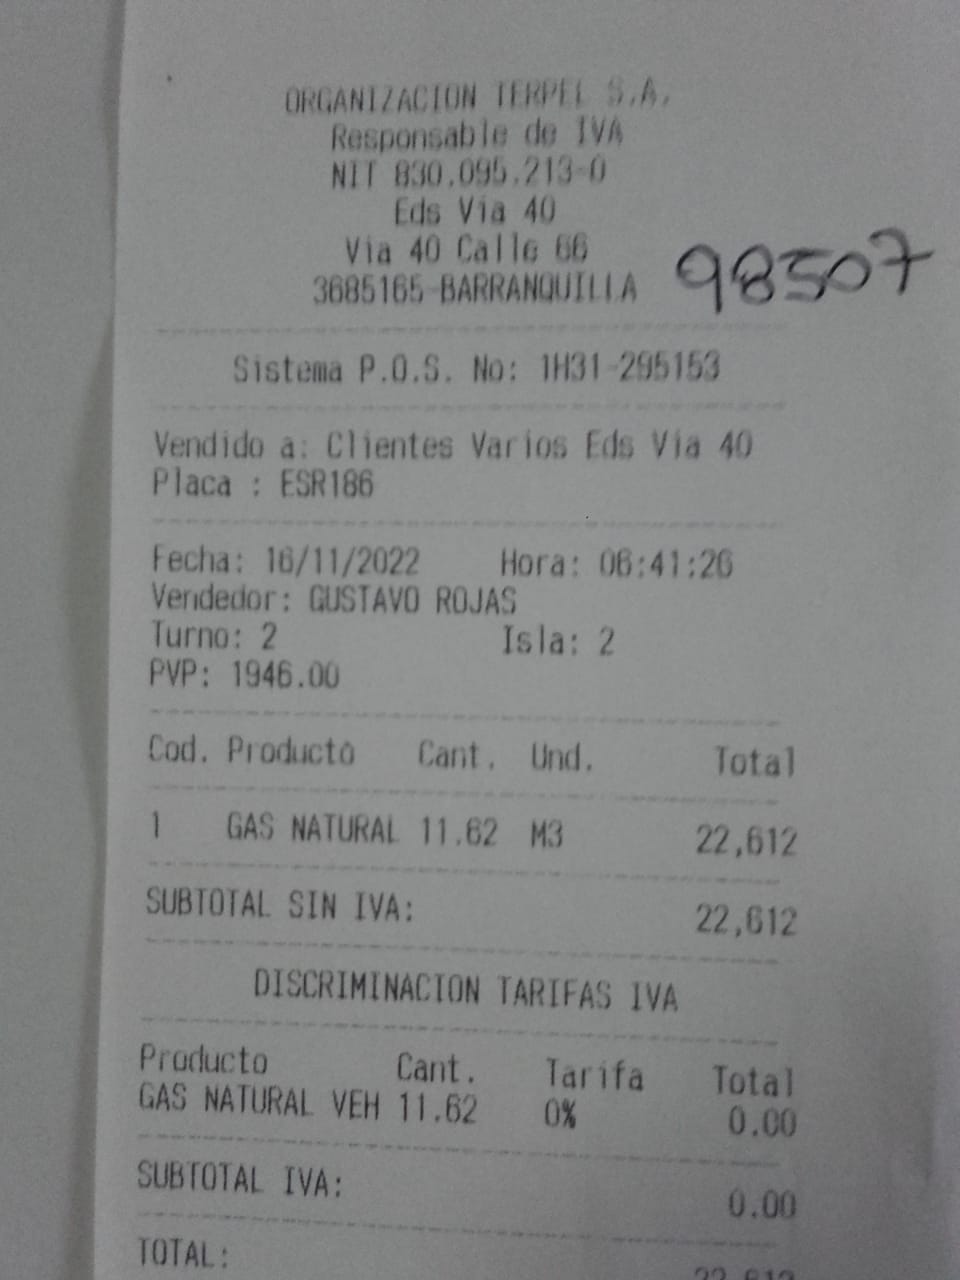 ORGANIZACION TERPEL S.A.
Responsable de IVA
NIT 830.095.213-0
Eds Via 40
Via 40 Calle 66
3685165-BARRANQUILLA
98507
Sistema P.O.S. No: 1H31-295153
Vendido a: Clientes Varios Eds Via 40
Placa : ESR186
Fecha: 16/11/2022 Hora: 06:41:26
Vendedor: GUSTAVO ROJAS
Turno: 2 Isla: 2
PVP: 1946.00
Cod. Producto Cant. Und. Total
1 GAS NATURAL 11.62 M3 22,612
SUBTOTAL SIN IVA: 22,612
DISCRIMINACION TARIFAS IVA
Producto Cant. Tarifa Total
GAS NATURAL VEH 11.62 0% 0.00
SUBTOTAL IVA: 0.00
TOTAL: 22,612